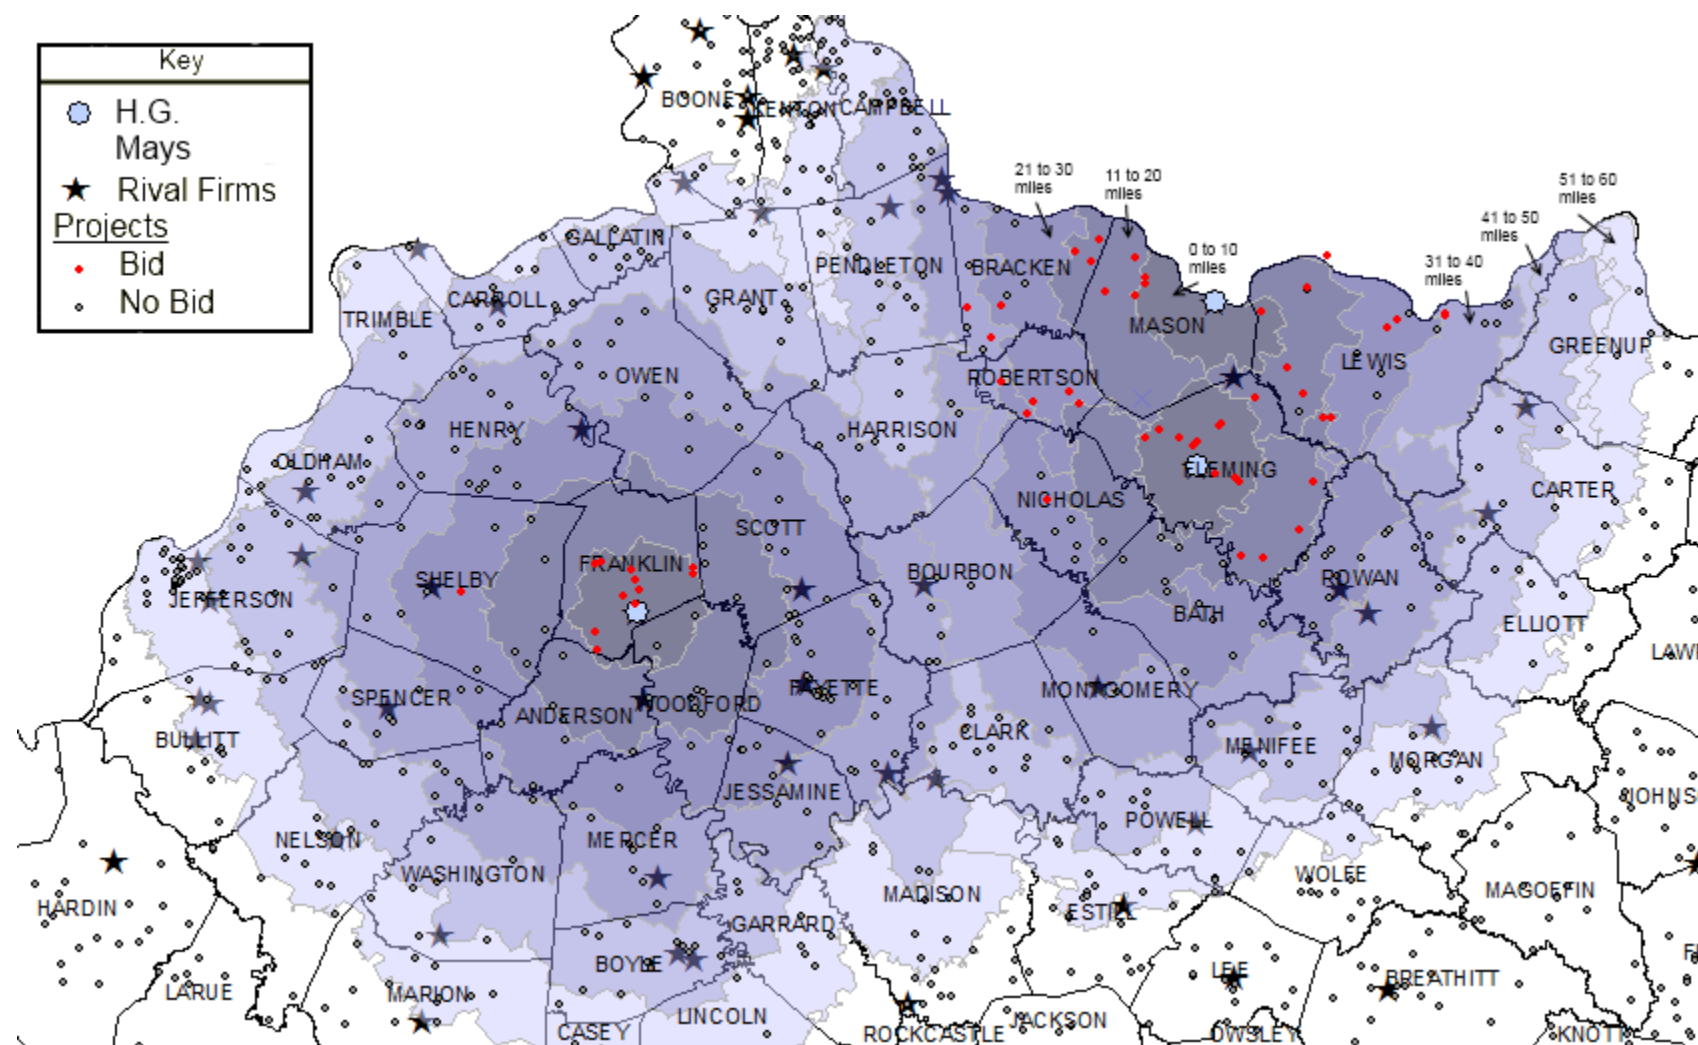 Key
H.G.
Mays
Rival Firms
Projects
Bid
No Bid
BOONE
KENTON
CAMPBELL
21 to 30
miles
11 to 20
miles
51 to 60
miles
41 to 50
miles
0 to 10
miles
31 to 40
miles
GALLATIN
PENDLETON
BRACKEN
CARROLL
GRANT
TRIMBLE
MASON
LEWIS
GREENUP
OWEN
ROBERTSON
HENRY
HARRISON
OLDHAM
FLEMING
NICHOLAS
CARTER
SCOTT
FRANKLIN
SHELBY
BOURBON
ROWAN
JEFFERSON
BATH
ELLIOTT
LAW
SPENCER
FAYETTE
MONTGOMERY
ANDERSON
WOODFORD
BULLITT
CLARK
MENIFEE
MORGAN
JESSAMINE
JOHNS
POWELL
NELSON
MERCER
WASHINGTON
WOLFE
MADISON
MAGOFFIN
HARDIN
ESTILL
GARRARD
BOYLE
LEE
BREATHITT
LARUE
MARION
LINCOLN
JACKSON
CASEY
ROCKCASTLE
OWSLEY
KNOTT